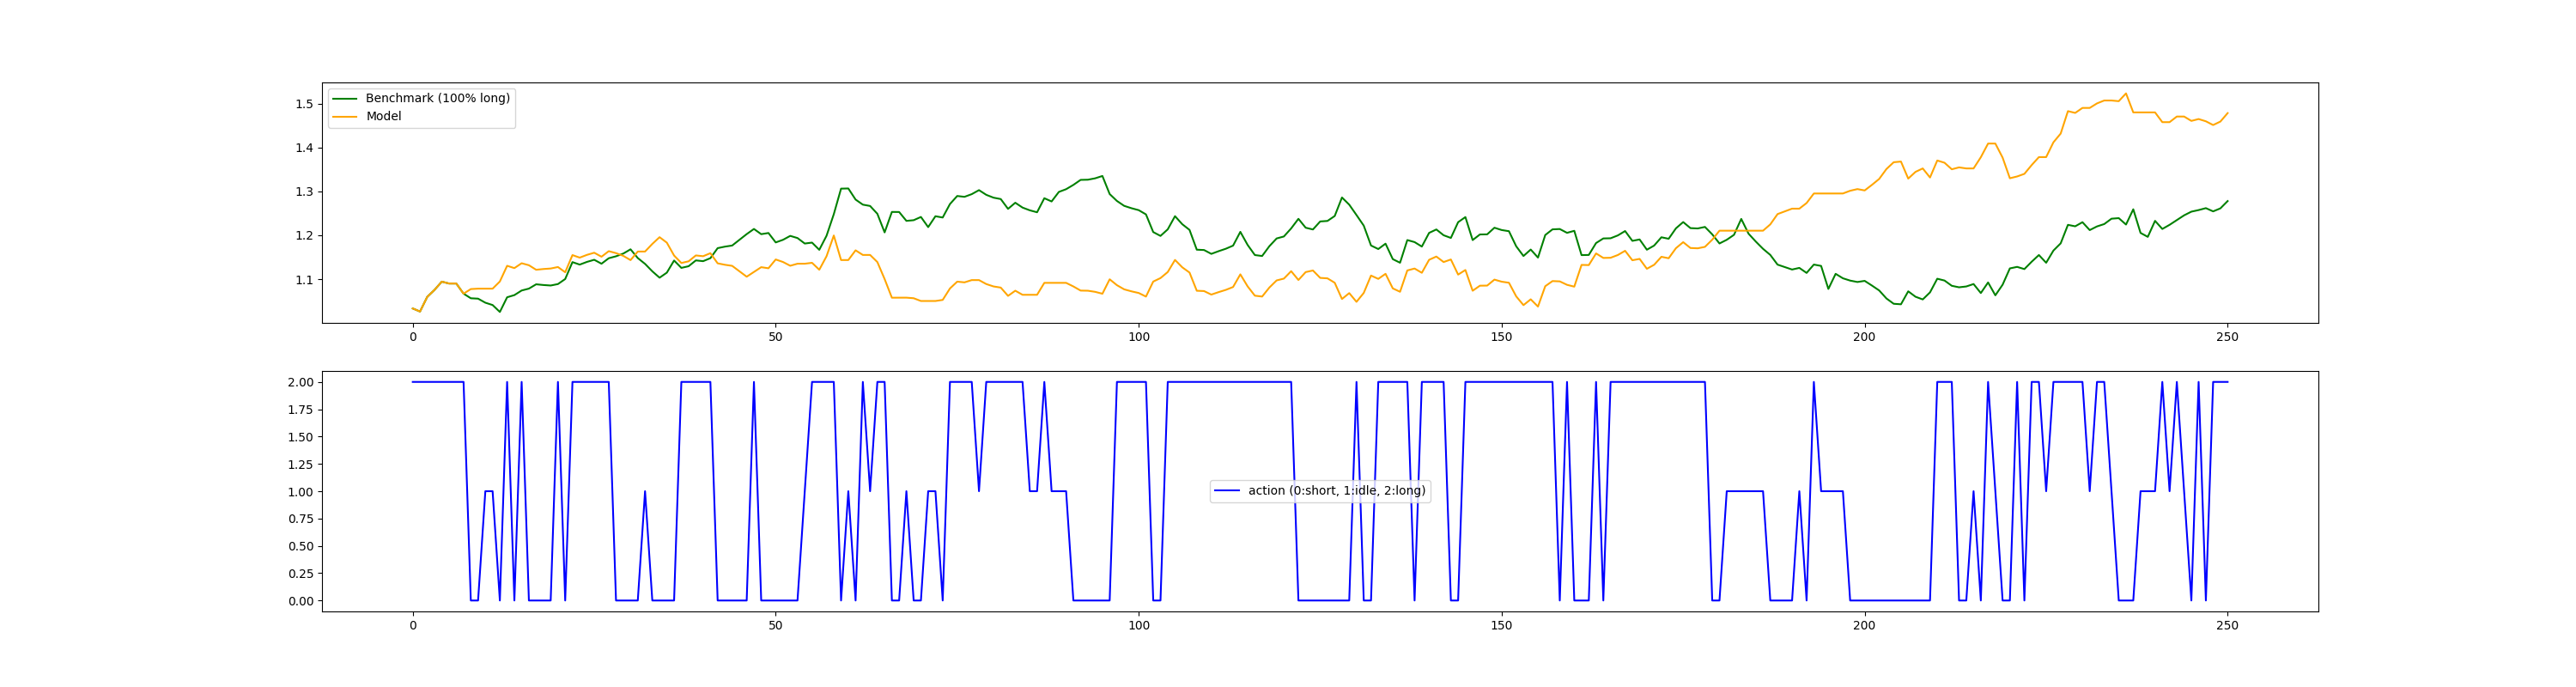 Benchmark (100% long)
Model
1.5
1.4
1.3
1.2
1.1
0 50 100 150 200 250
2.00
1.75
1.50
1.25
1.00
0.75
0.50
0.25
0.00
action (0:short, 1:idle, 2:long)
0 50 100 150 200 250